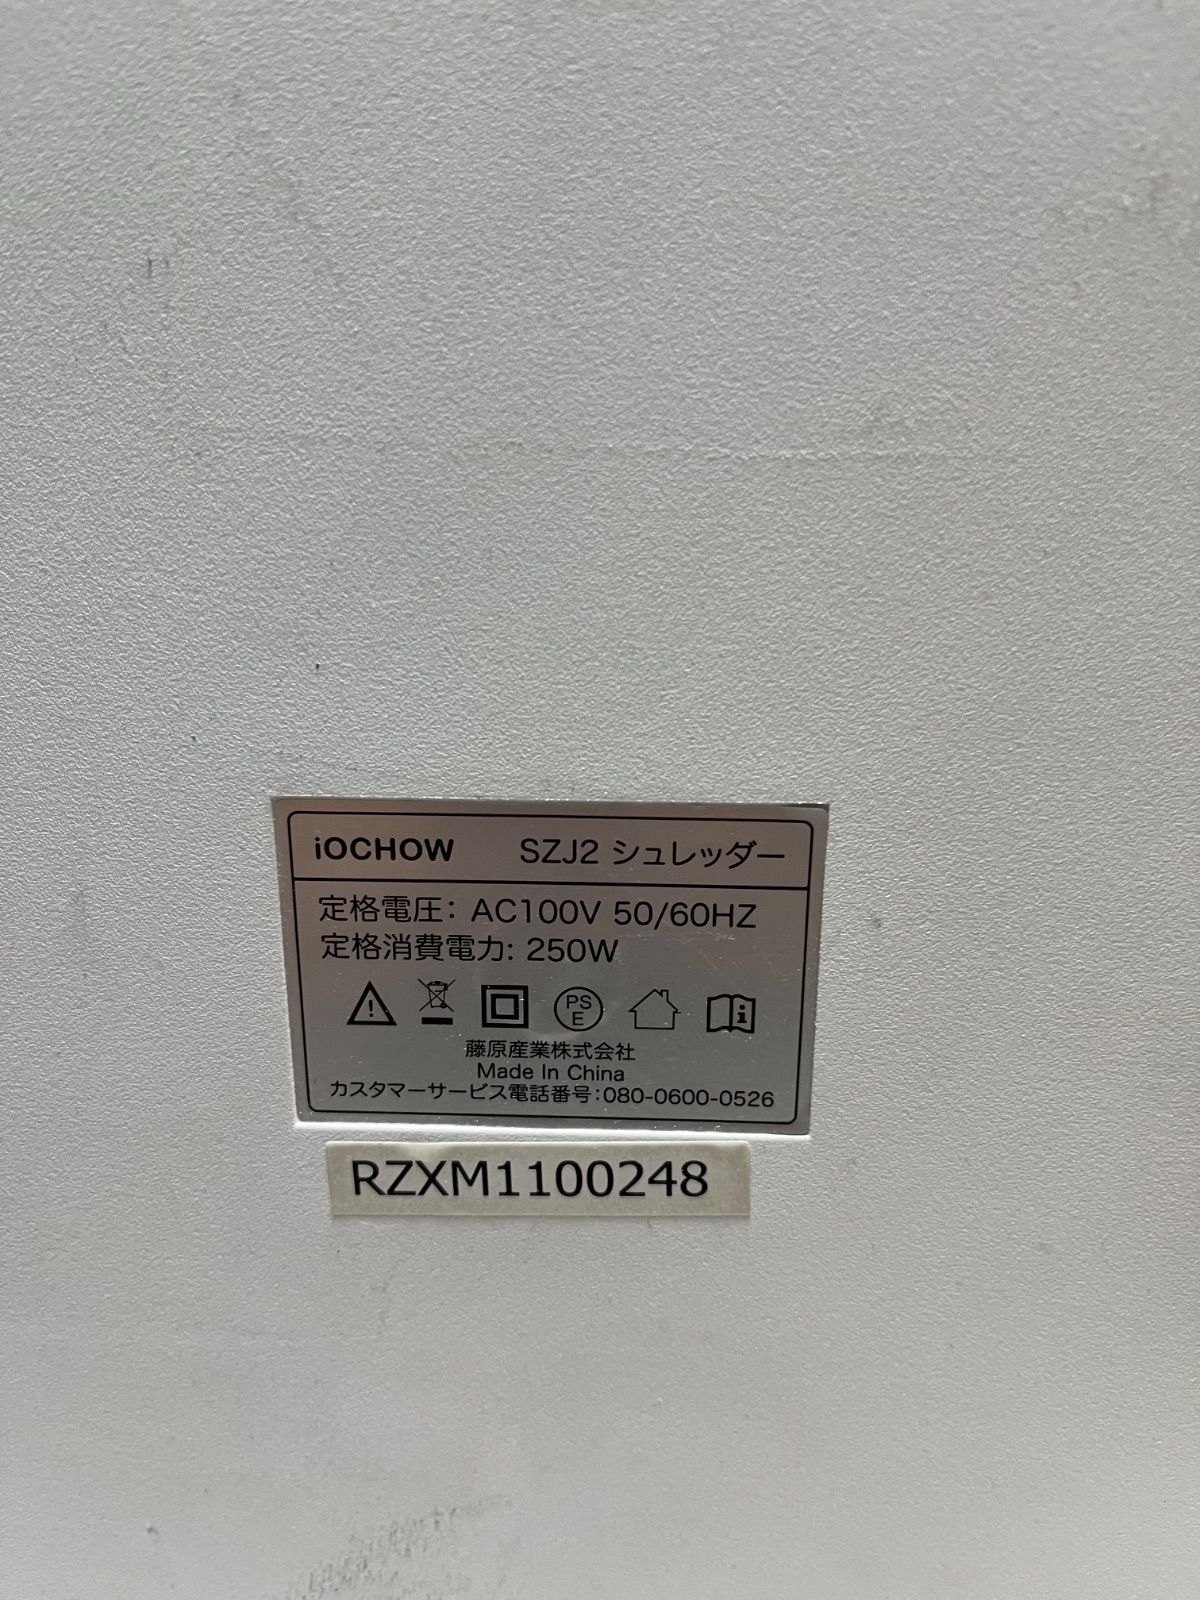 iOCHOW SZJ2 シュレッダー
定格電圧: AC100V 50/60HZ
定格消費電力: 250W
PS
E
藤原産業株式会社
Made In China
カスタマーサービス電話番号:080-0600-0526
RZXM1100248